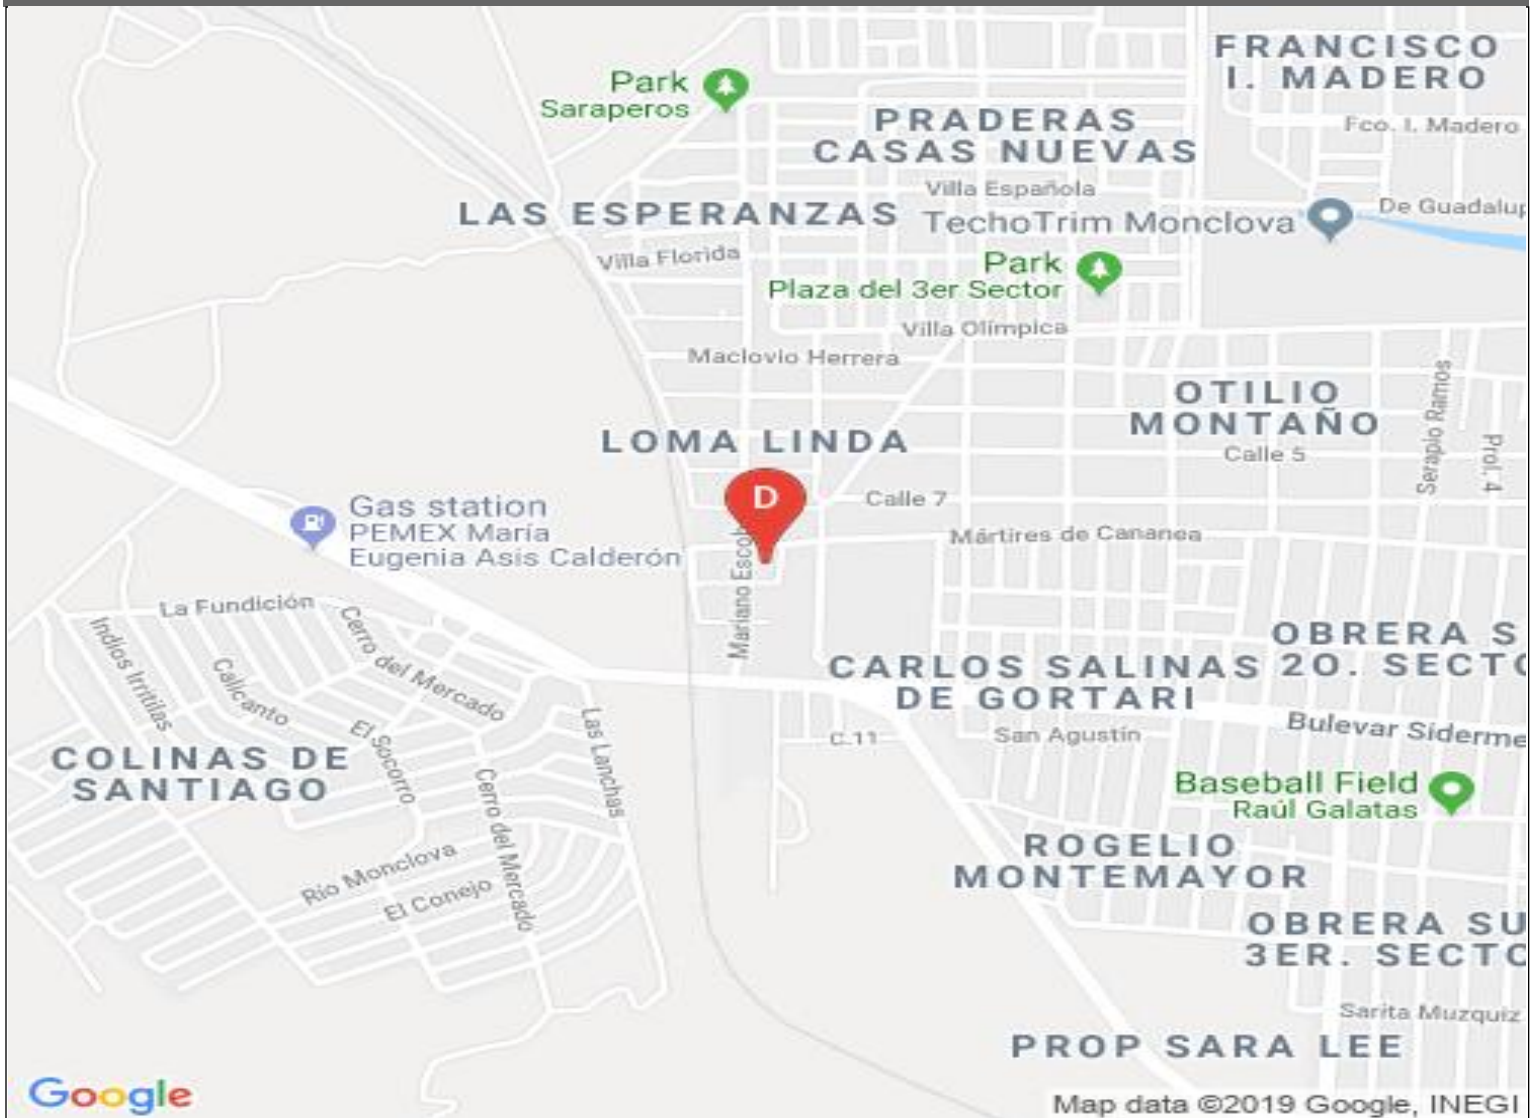 FRANCISCO
I. MADERO
Park
Saraperos
PRADERAS
CASAS NUEVAS
Fco. I. Madero
Villa Española
LAS ESPERANZAS
TechoTrim Monclova
De Guadalup
Villa Florida
Park
Plaza del 3er Sector
Villa Olímpica
Maclovio Herrera
OTILIO
MONTAÑO
Serapio Ramos
Prol. 4
LOMA LINDA
Calle 5
D
Calle 7
Gas station
PEMEX María
Eugenia Asis Calderón
Mariano Escob
Mártires de Cananea
La Fundición
Cerro del Mercado
Indios Irritilas
Calicanto
OBRERA S
2O. SECTO
CARLOS SALINAS
DE GORTARI
El Socorro
Las Lanchas
C.11
San Agustín
Bulevar Siderme
COLINAS DE
SANTIAGO
Cerro del Mercado
Baseball Field
Raúl Galatas
Río Monclova
El Conejo
ROGELIO
MONTEMAYOR
OBRERA SU
3ER. SECTO
Sarita Muzquiz
PROP SARA LEE
Google
Map data ©2019 Google, INEGI